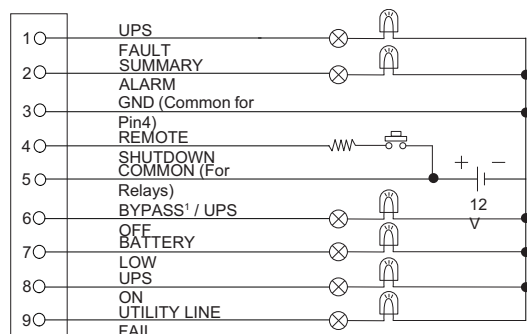 1 UPS
FAULT
2 SUMMARY
ALARM
3 GND (Common for
Pin4)
4 REMOTE
SHUTDOWN
5 COMMON (For
Relays)
6 BYPASS¹ / UPS
OFF
7 BATTERY
LOW
8 UPS
ON
9 UTILITY LINE
FAIL
+ −
12
V